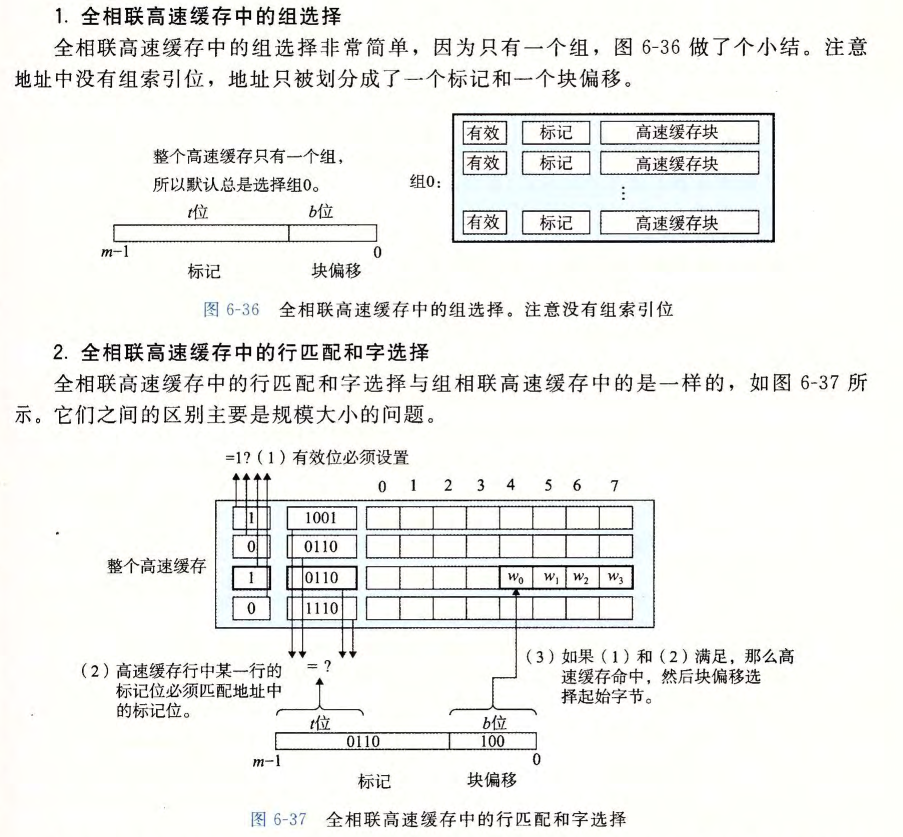 1. 全相联高速缓存中的组选择
全相联高速缓存中的组选择非常简单，因为只有一个组，图 6-36 做了个小结。注意
地址中没有组索引位，地址只被划分成了一个标记和一个块偏移。
整个高速缓存只有一个组，
所以默认总是选择组0。
t位 b位
m-1 0
标记 块偏移
组0：
有效 标记 高速缓存块
有效 标记 高速缓存块
⋮
有效 标记 高速缓存块
图 6-36 全相联高速缓存中的组选择。注意没有组索引位
2. 全相联高速缓存中的行匹配和字选择
全相联高速缓存中的行匹配和字选择与组相联高速缓存中的是一样的，如图 6-37 所
示。它们之间的区别主要是规模大小的问题。
=1?（1）有效位必须设置
0 1 2 3 4 5 6 7
1 1001
0 0110
整个高速缓存
1 0110 w₀ w₁ w₂ w₃
0 1110
= ?
（2）高速缓存行中某一行的
标记位必须匹配地址中
的标记位。
（3）如果（1）和（2）满足，那么高
速缓存命中，然后块偏移选
择起始字节。
t位 b位
0110 100
m-1 0
标记 块偏移
图 6-37 全相联高速缓存中的行匹配和字选择